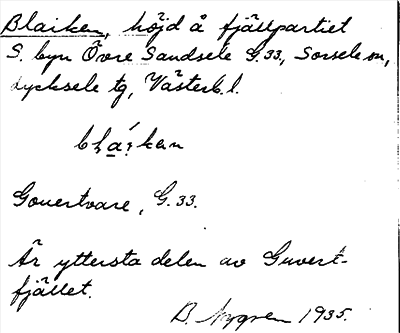 Blaiken, höjd å fjällpartiet
S. byn Övre Sandsele G.33, Sorsele sn,
Lycksele tg, Västerb.l.
Gouertvare, G.33.
Är yttersta delen av Guvert-
fjället.
B. Nygren 1935.